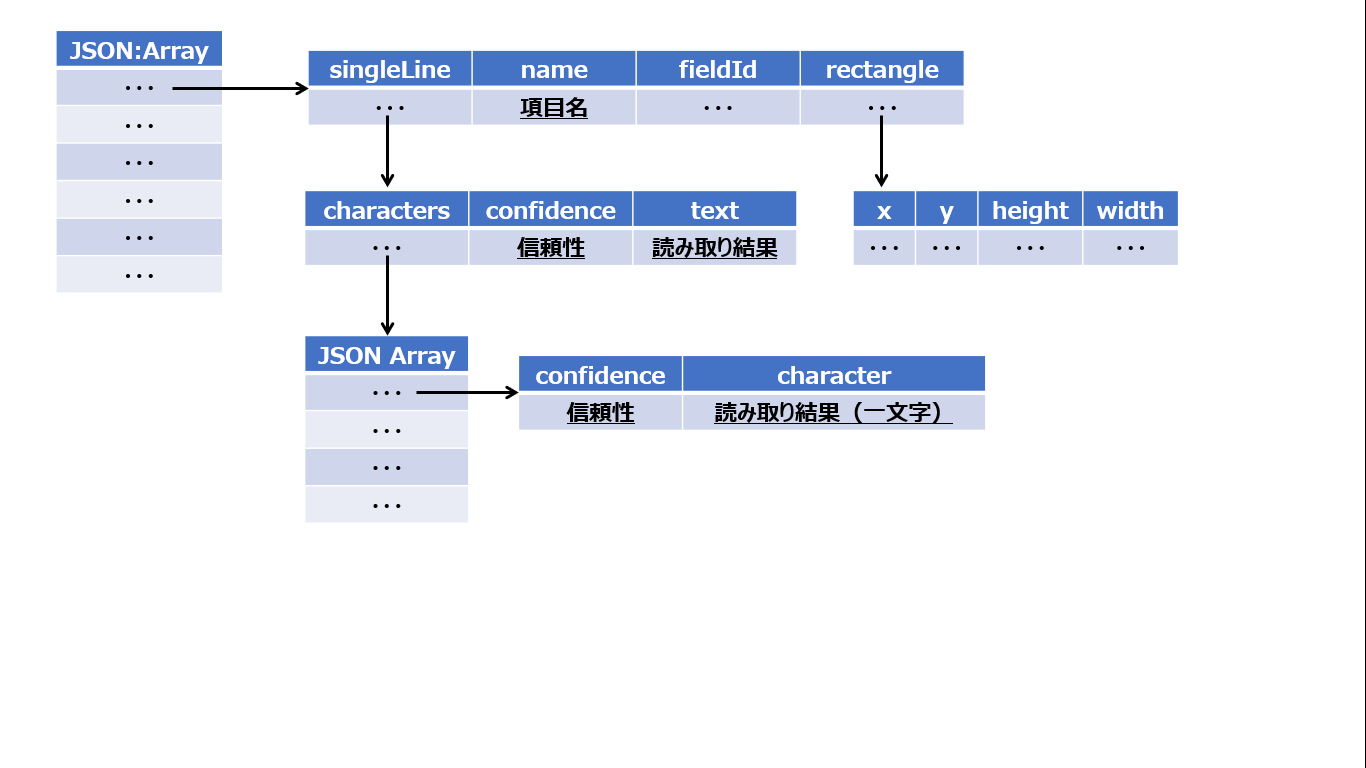 JSON:Array
・・・
・・・
・・・
・・・
・・・
・・・
singleLine name fieldId rectangle
・・・ 項目名 ・・・ ・・・
characters confidence text
・・・ 信頼性 読み取り結果
x y height width
・・・ ・・・ ・・・ ・・・
JSON Array
・・・
・・・
・・・
・・・
confidence character
信頼性 読み取り結果（一文字）